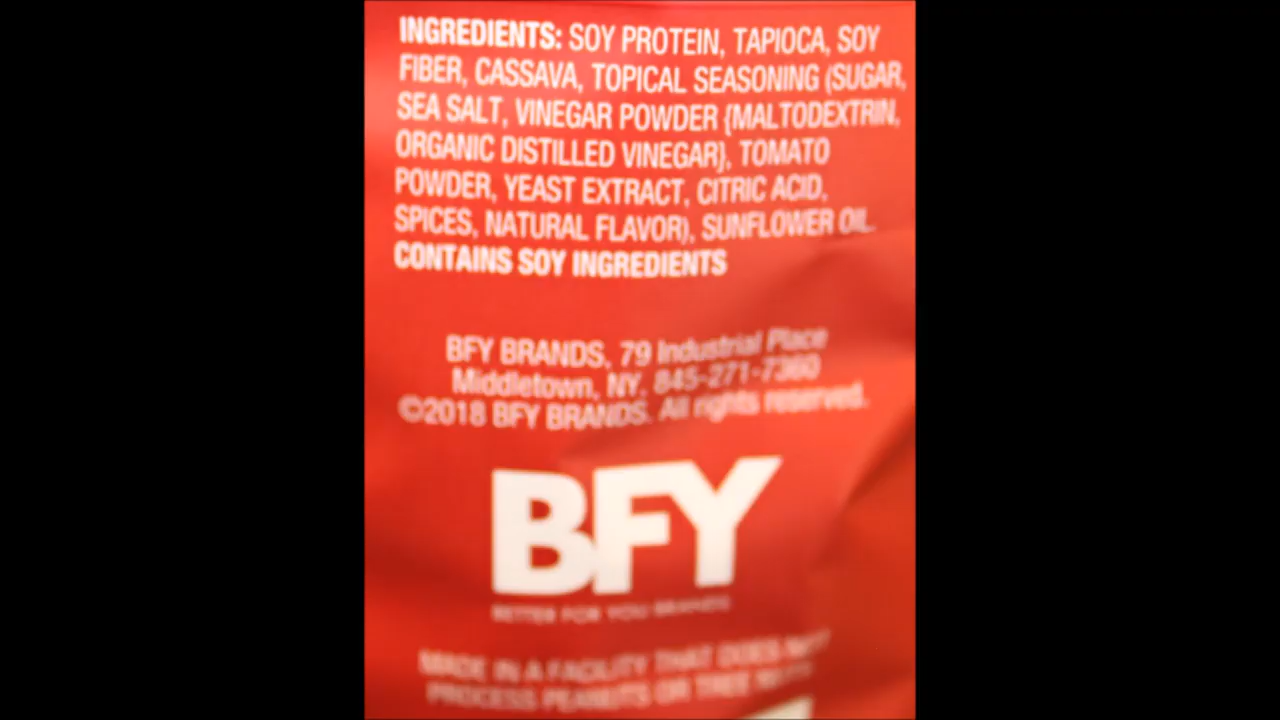 INGREDIENTS: SOY PROTEIN, TAPIOCA, SOY
FIBER, CASSAVA, TOPICAL SEASONING (SUGAR,
SEA SALT, VINEGAR POWDER {MALTODEXTRIN,
ORGANIC DISTILLED VINEGAR}, TOMATO
POWDER, YEAST EXTRACT, CITRIC ACID,
SPICES, NATURAL FLAVOR), SUNFLOWER OIL.
CONTAINS SOY INGREDIENTS
BFY BRANDS, 79 Industrial Place
Middletown, NY. 845-271-7360
©2018 BFY BRANDS. All rights reserved.
BFY
BETTER FOR YOU BRANDS
MADE IN A FACILITY THAT DOES NOT
PROCESS PEANUTS OR TREE NUTS